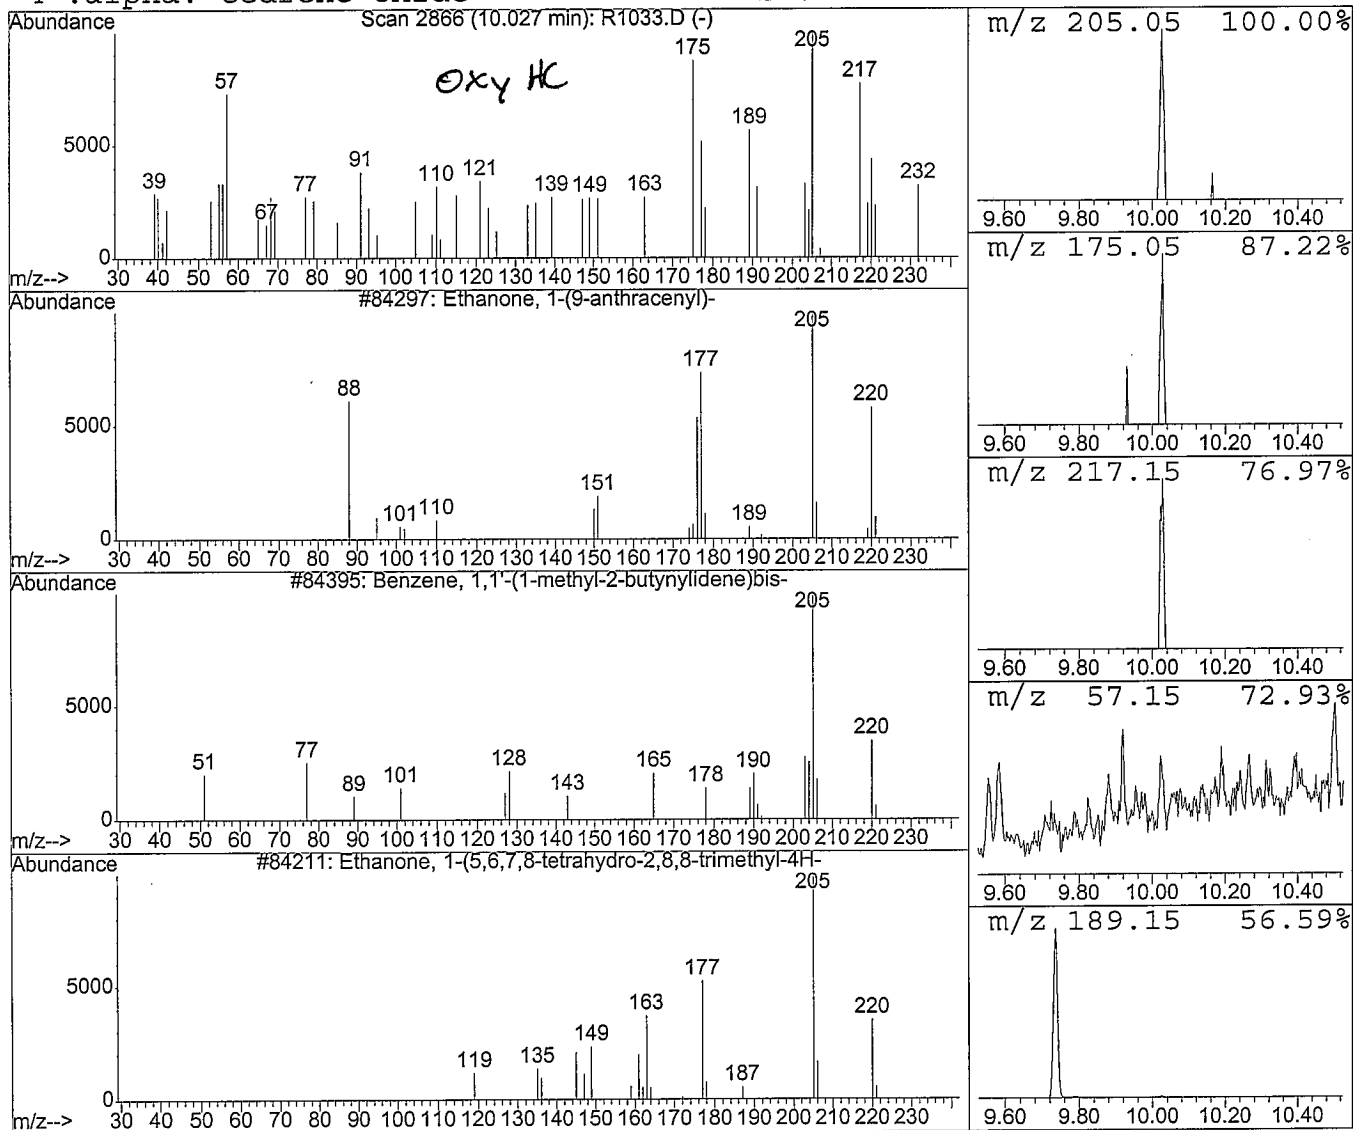 Abundance
Scan 2866 (10.027 min): R1033.D (-)
Oxy HC
175
205
57
217
189
5000
39
67
77
91
110
121
139
149
163
232
0
m/z-->
30 40 50 60 70 80 90 100 110 120 130 140 150 160 170 180 190 200 210 220 230
Abundance
#84297: Ethanone, 1-(9-anthracenyl)-
205
177
88
220
5000
151
101
110
189
0
m/z-->
30 40 50 60 70 80 90 100 110 120 130 140 150 160 170 180 190 200 210 220 230
Abundance
#84395: Benzene, 1,1'-(1-methyl-2-butynylidene)bis-
205
5000
51
77
89
101
128
143
165
178
190
220
0
m/z-->
30 40 50 60 70 80 90 100 110 120 130 140 150 160 170 180 190 200 210 220 230
Abundance
#84211: Ethanone, 1-(5,6,7,8-tetrahydro-2,8,8-trimethyl-4H-
205
5000
177
163
220
149
119
135
187
0
m/z-->
30 40 50 60 70 80 90 100 110 120 130 140 150 160 170 180 190 200 210 220 230
m/z 205.05 100.00%
9.60 9.80 10.00 10.20 10.40
m/z 175.05 87.22%
9.60 9.80 10.00 10.20 10.40
m/z 217.15 76.97%
9.60 9.80 10.00 10.20 10.40
m/z 57.15 72.93%
9.60 9.80 10.00 10.20 10.40
m/z 189.15 56.59%
9.60 9.80 10.00 10.20 10.40